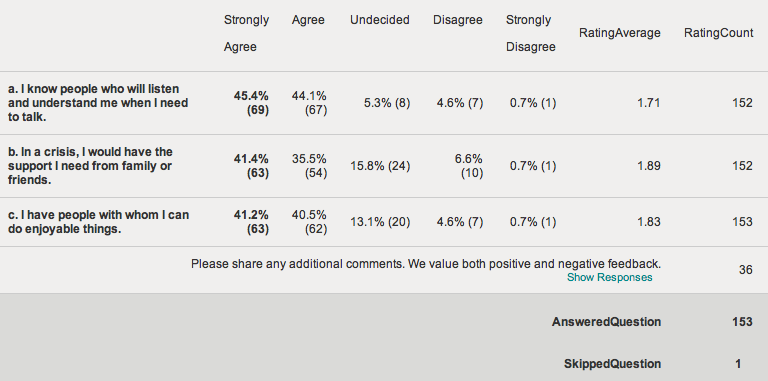 Strongly Agree Undecided Disagree Strongly RatingAverage RatingCount
Agree Disagree
a. I know people who will listen
and understand me when I need
to talk.
45.4% 44.1% 5.3% (8) 4.6% (7) 0.7% (1) 1.71 152
(69) (67)
b. In a crisis, I would have the
support I need from family or
friends.
41.4% 35.5% 15.8% (24) 6.6% 0.7% (1) 1.89 152
(63) (54) (10)
c. I have people with whom I can
do enjoyable things.
41.2% 40.5% 13.1% (20) 4.6% (7) 0.7% (1) 1.83 153
(63) (62)
Please share any additional comments. We value both positive and negative feedback. 36
Show Responses
AnsweredQuestion 153
SkippedQuestion 1